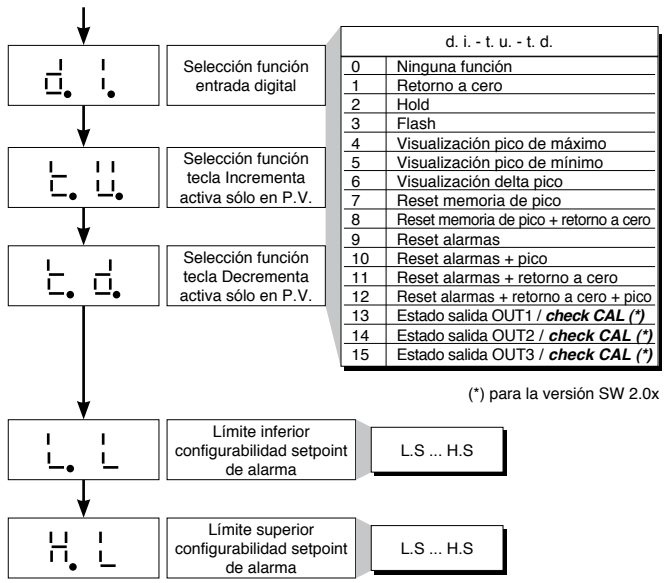 d. I.
Selección función
entrada digital
t. U.
Selección función
tecla Incrementa
activa sólo en P.V.
t. d.
Selección función
tecla Decrementa
activa sólo en P.V.
d. i. - t. u. - t. d.
0 Ninguna función
1 Retorno a cero
2 Hold
3 Flash
4 Visualización pico de máximo
5 Visualización pico de mínimo
6 Visualización delta pico
7 Reset memoria de pico
8 Reset memoria de pico + retorno a cero
9 Reset alarmas
10 Reset alarmas + pico
11 Reset alarmas + retorno a cero
12 Reset alarmas + retorno a cero + pico
13 Estado salida OUT1 / check CAL (*)
14 Estado salida OUT2 / check CAL (*)
15 Estado salida OUT3 / check CAL (*)
(*) para la versión SW 2.0x
L. L
Límite inferior
configurabilidad setpoint
de alarma
L.S ... H.S
H. L
Límite superior
configurabilidad setpoint
de alarma
L.S ... H.S